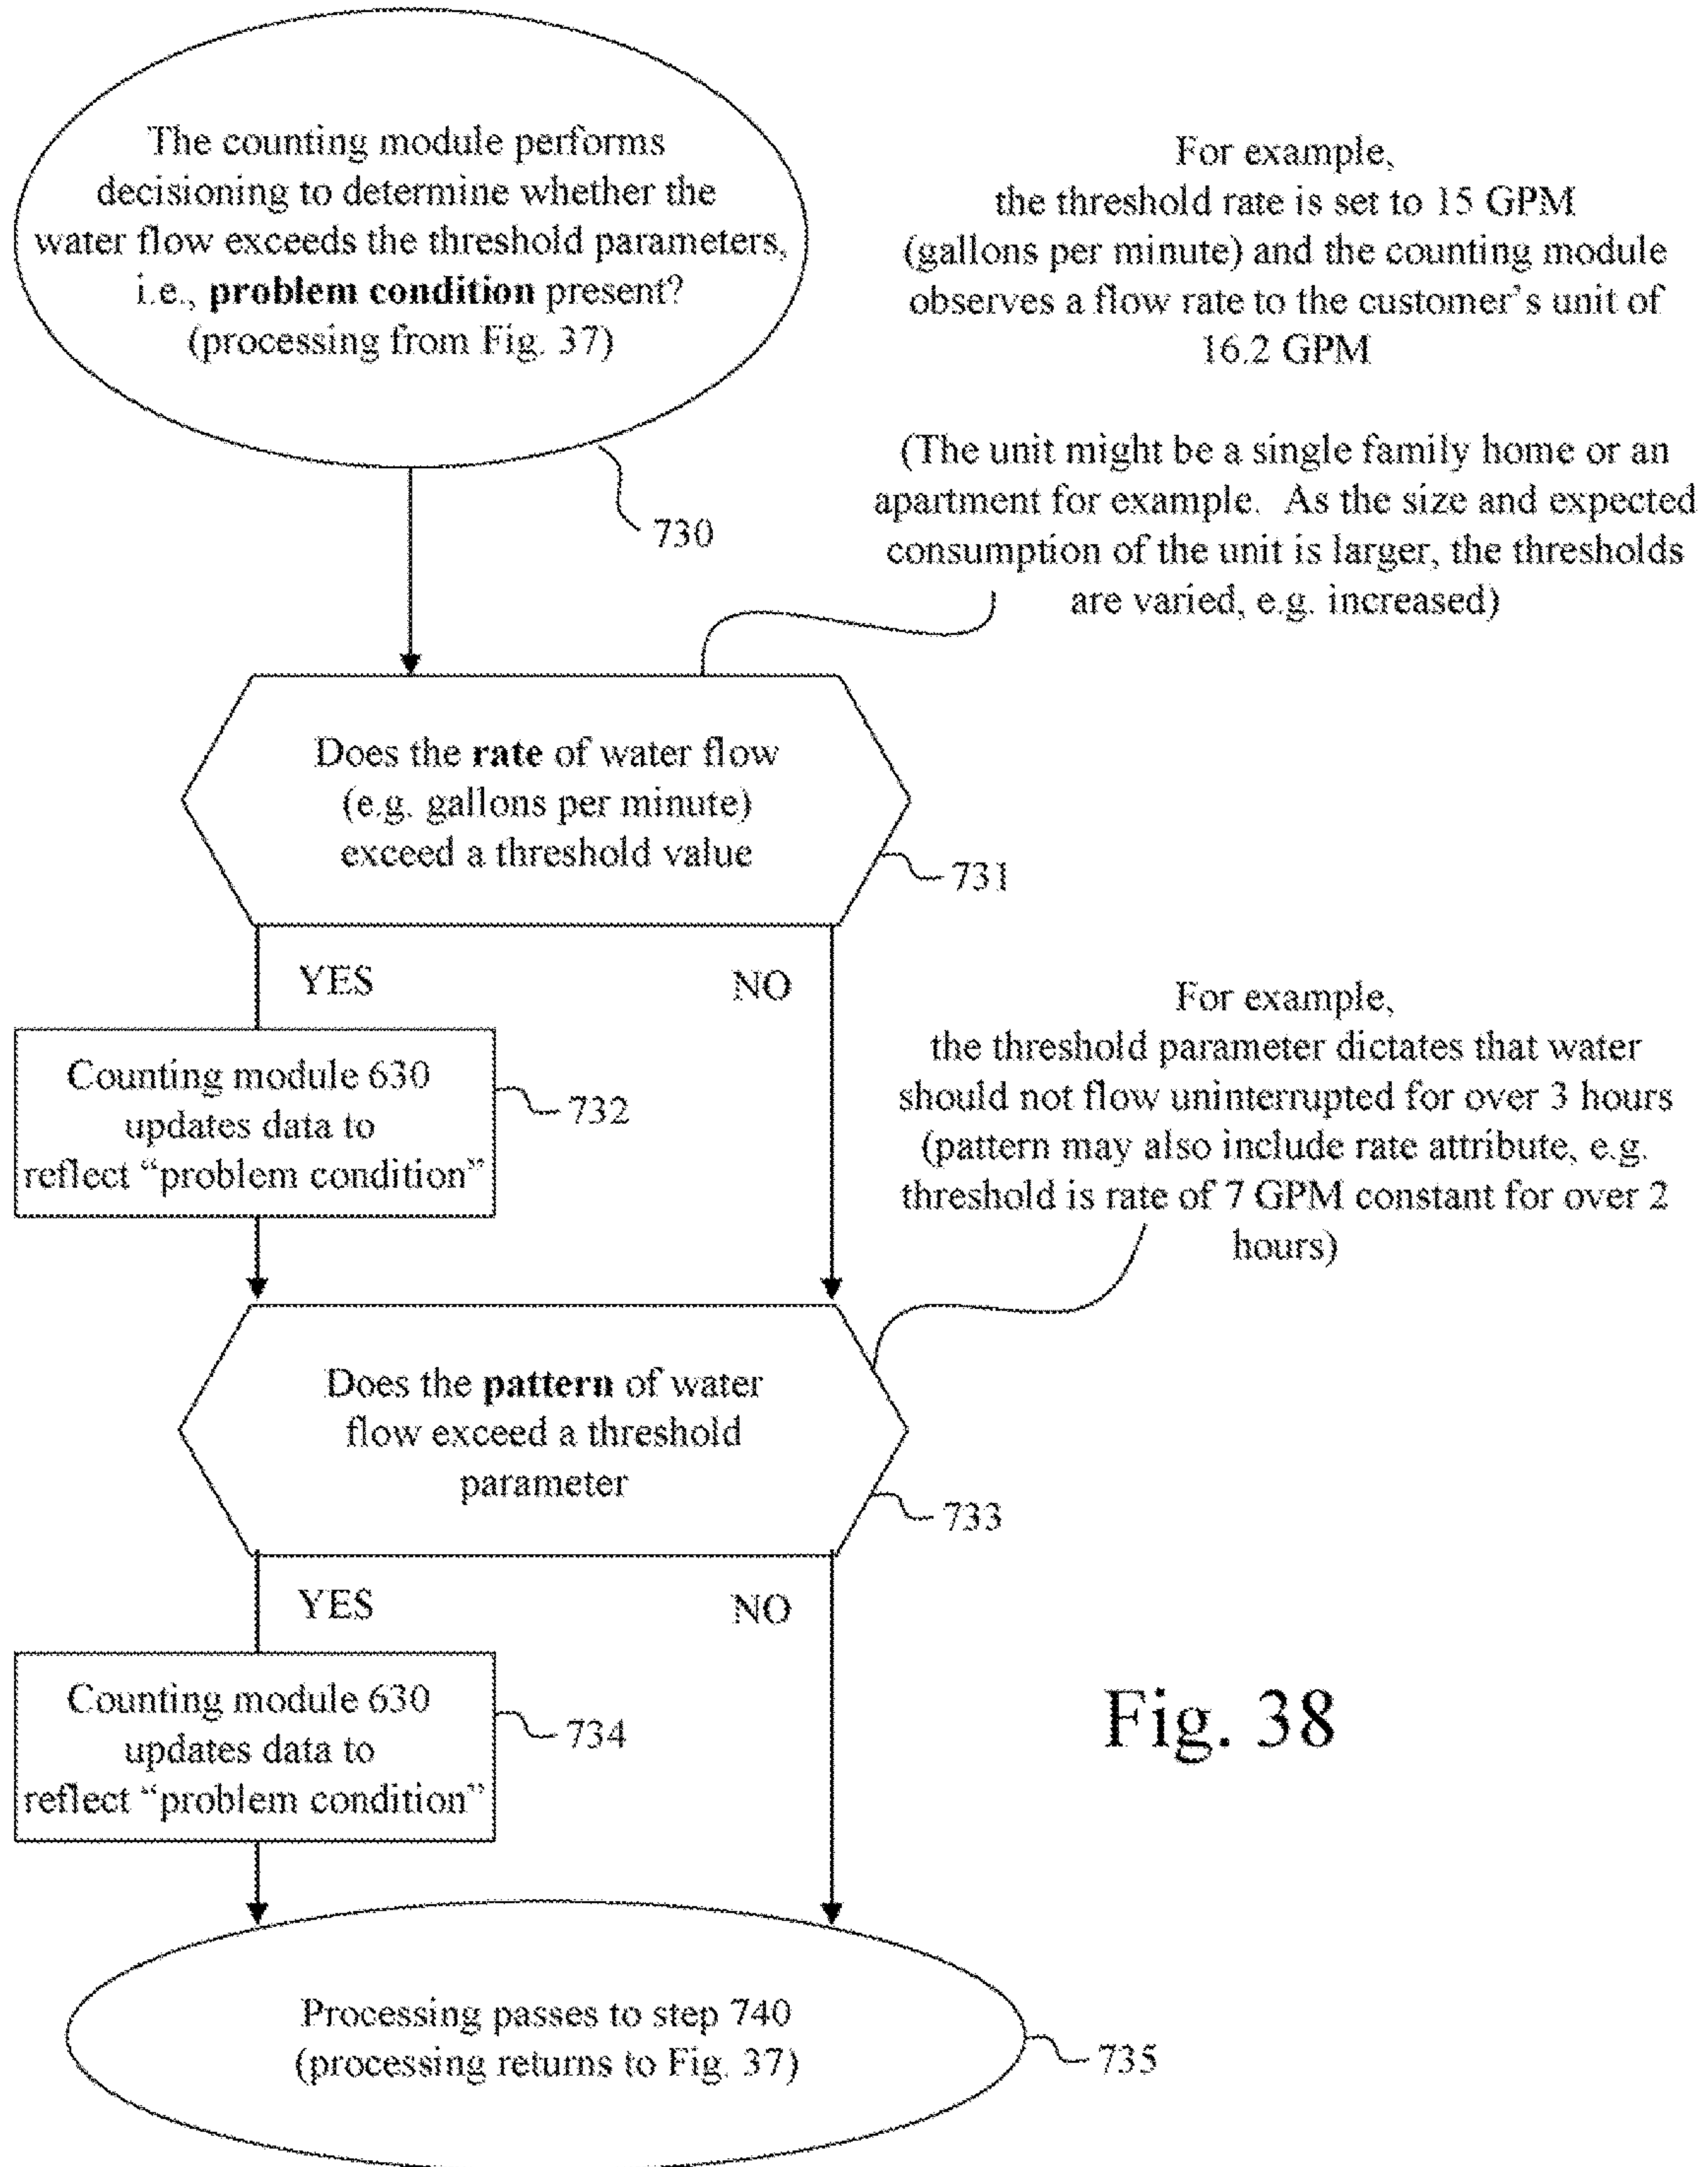 The counting module performs
decisioning to determine whether the
water flow exceeds the threshold parameters,
i.e., problem condition present?
(processing from Fig. 37)
730
For example,
the threshold rate is set to 15 GPM
(gallons per minute) and the counting module
observes a flow rate to the customer's unit of
16.2 GPM
(The unit might be a single family home or an
apartment for example. As the size and expected
consumption of the unit is larger, the thresholds
are varied, e.g. increased)
Does the rate of water flow
(e.g. gallons per minute)
exceed a threshold value
731
YES
NO
Counting module 630
updates data to
reflect “problem condition”
732
For example,
the threshold parameter dictates that water
should not flow uninterrupted for over 3 hours
(pattern may also include rate attribute, e.g.
threshold is rate of 7 GPM constant for over 2
hours)
Does the pattern of water
flow exceed a threshold
parameter
733
YES
NO
Counting module 630
updates data to
reflect “problem condition”
734
Fig. 38
Processing passes to step 740
(processing returns to Fig. 37)
735